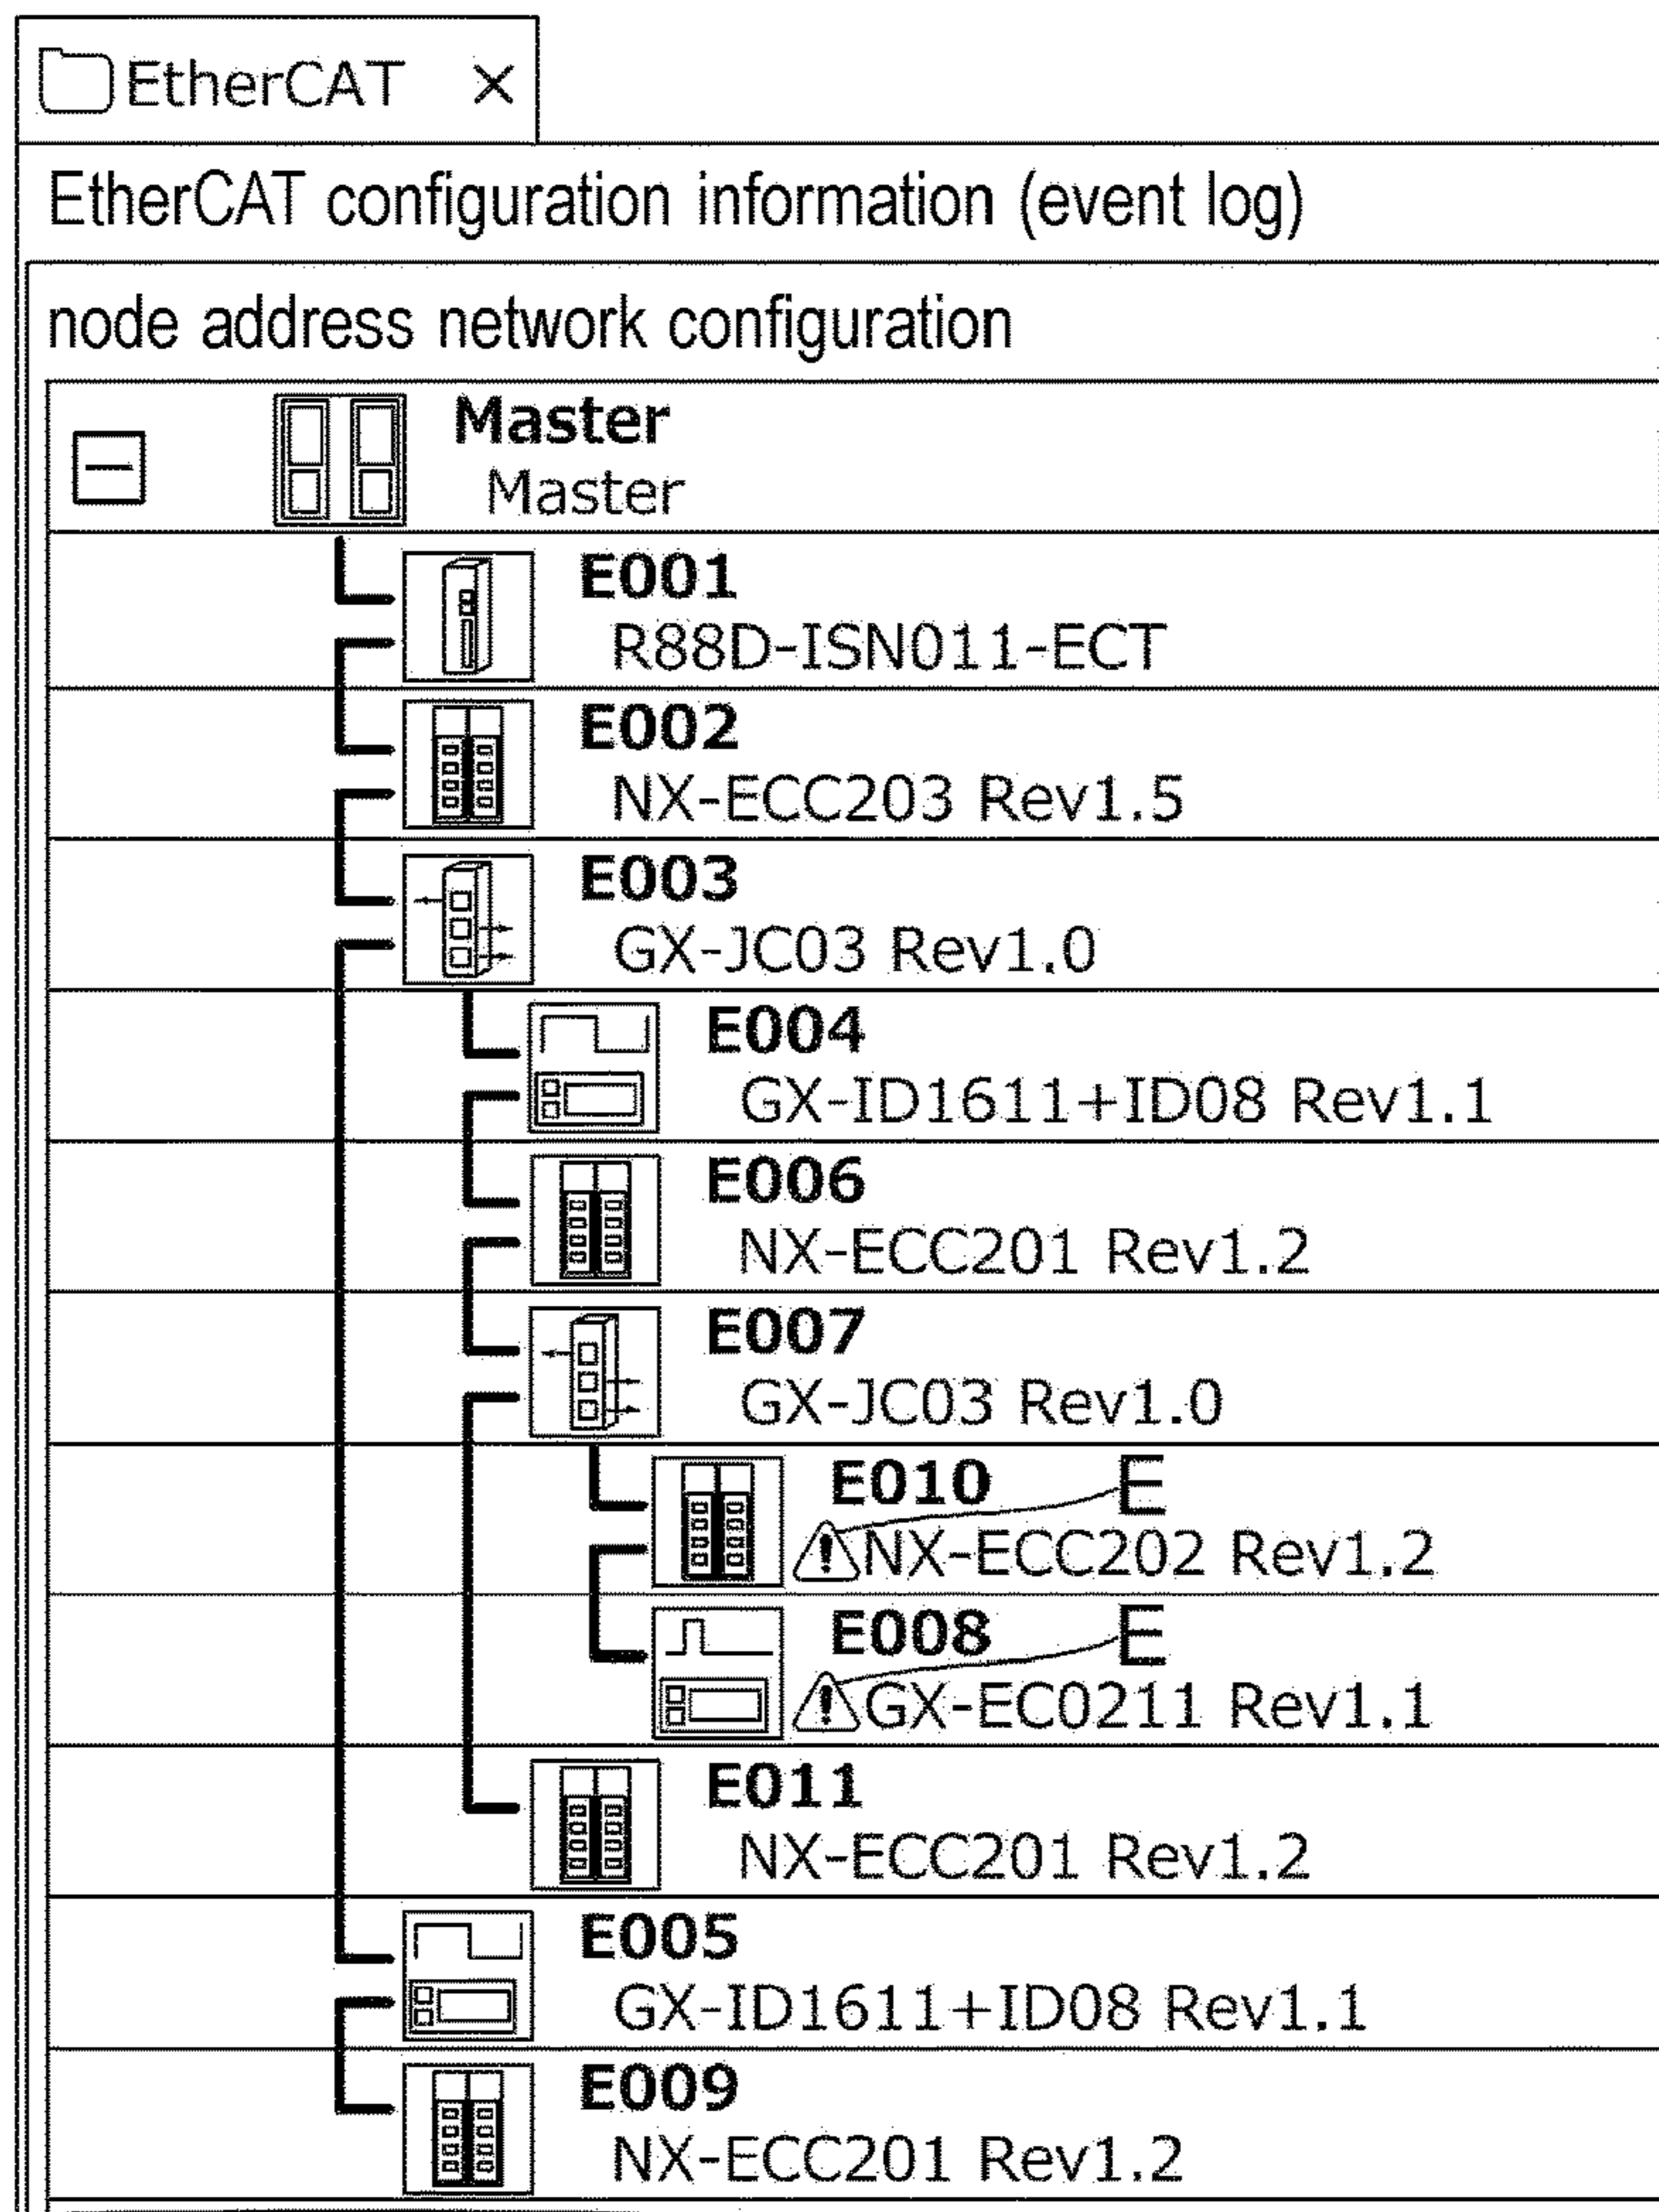 EtherCAT ×
EtherCAT configuration information (event log)
node address network configuration
Master
Master
E001
R88D-ISN011-ECT
E002
NX-ECC203 Rev1.5
E003
GX-JC03 Rev1.0
E004
GX-ID1611+ID08 Rev1.1
E006
NX-ECC201 Rev1.2
E007
GX-JC03 Rev1.0
E010 E
NX-ECC202 Rev1.2
E008 E
GX-EC0211 Rev1.1
E011
NX-ECC201 Rev1.2
E005
GX-ID1611+ID08 Rev1.1
E009
NX-ECC201 Rev1.2